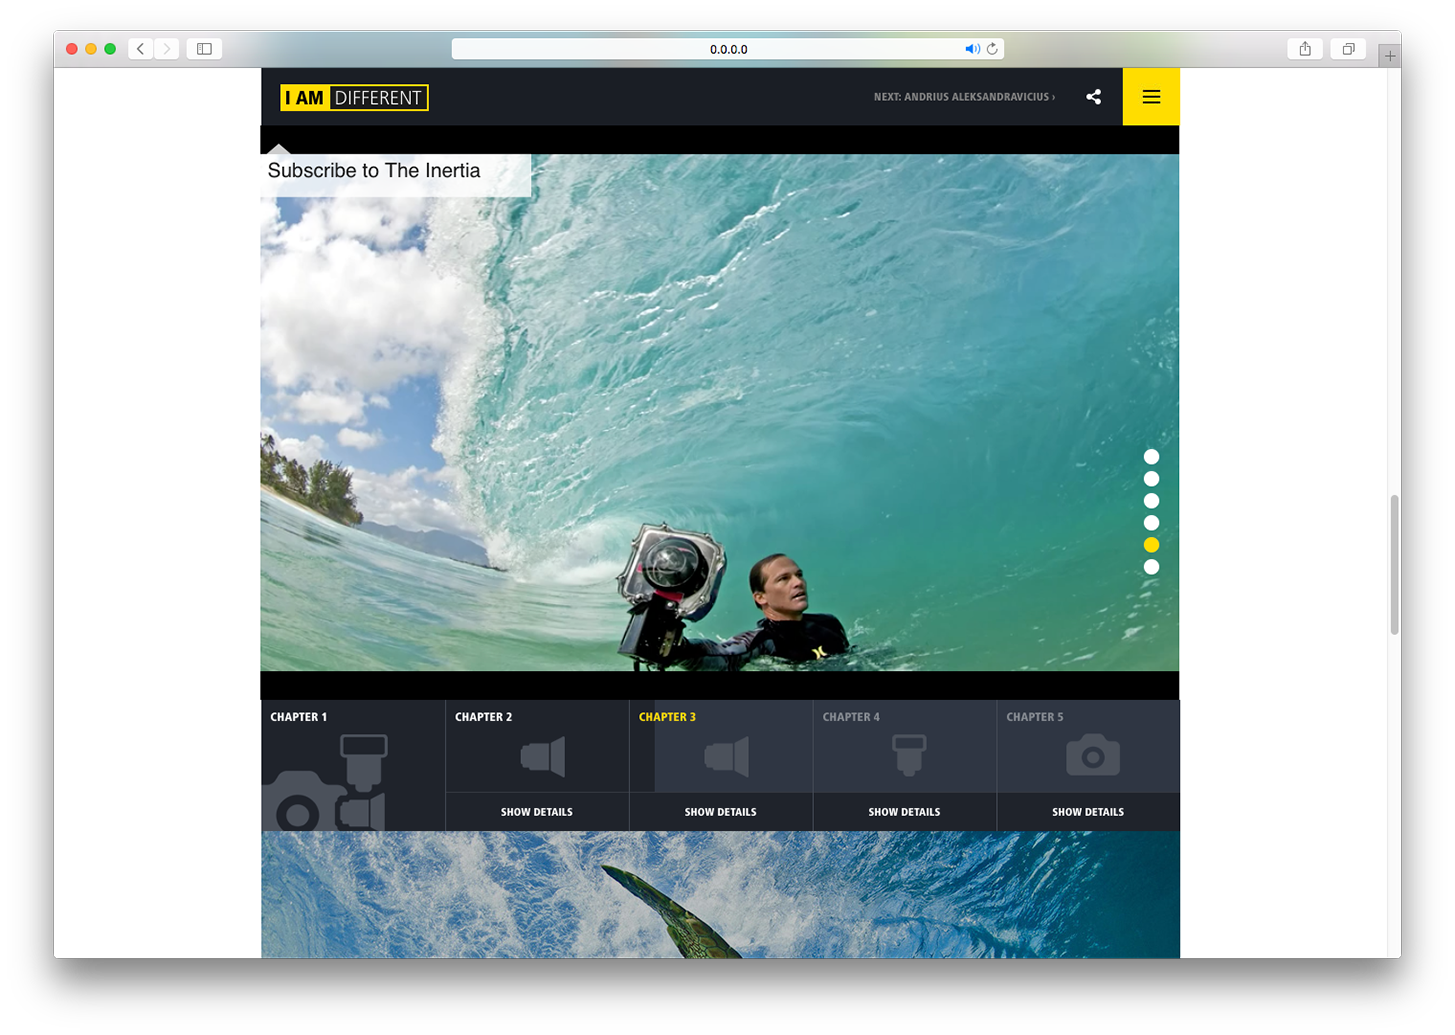 0.0.0.0
I AM DIFFERENT
NEXT: ANDRIUS ALEKSANDRAVICIUS ›
Subscribe to The Inertia
CHAPTER 1
CHAPTER 2
CHAPTER 3
CHAPTER 4
CHAPTER 5
SHOW DETAILS
SHOW DETAILS
SHOW DETAILS
SHOW DETAILS